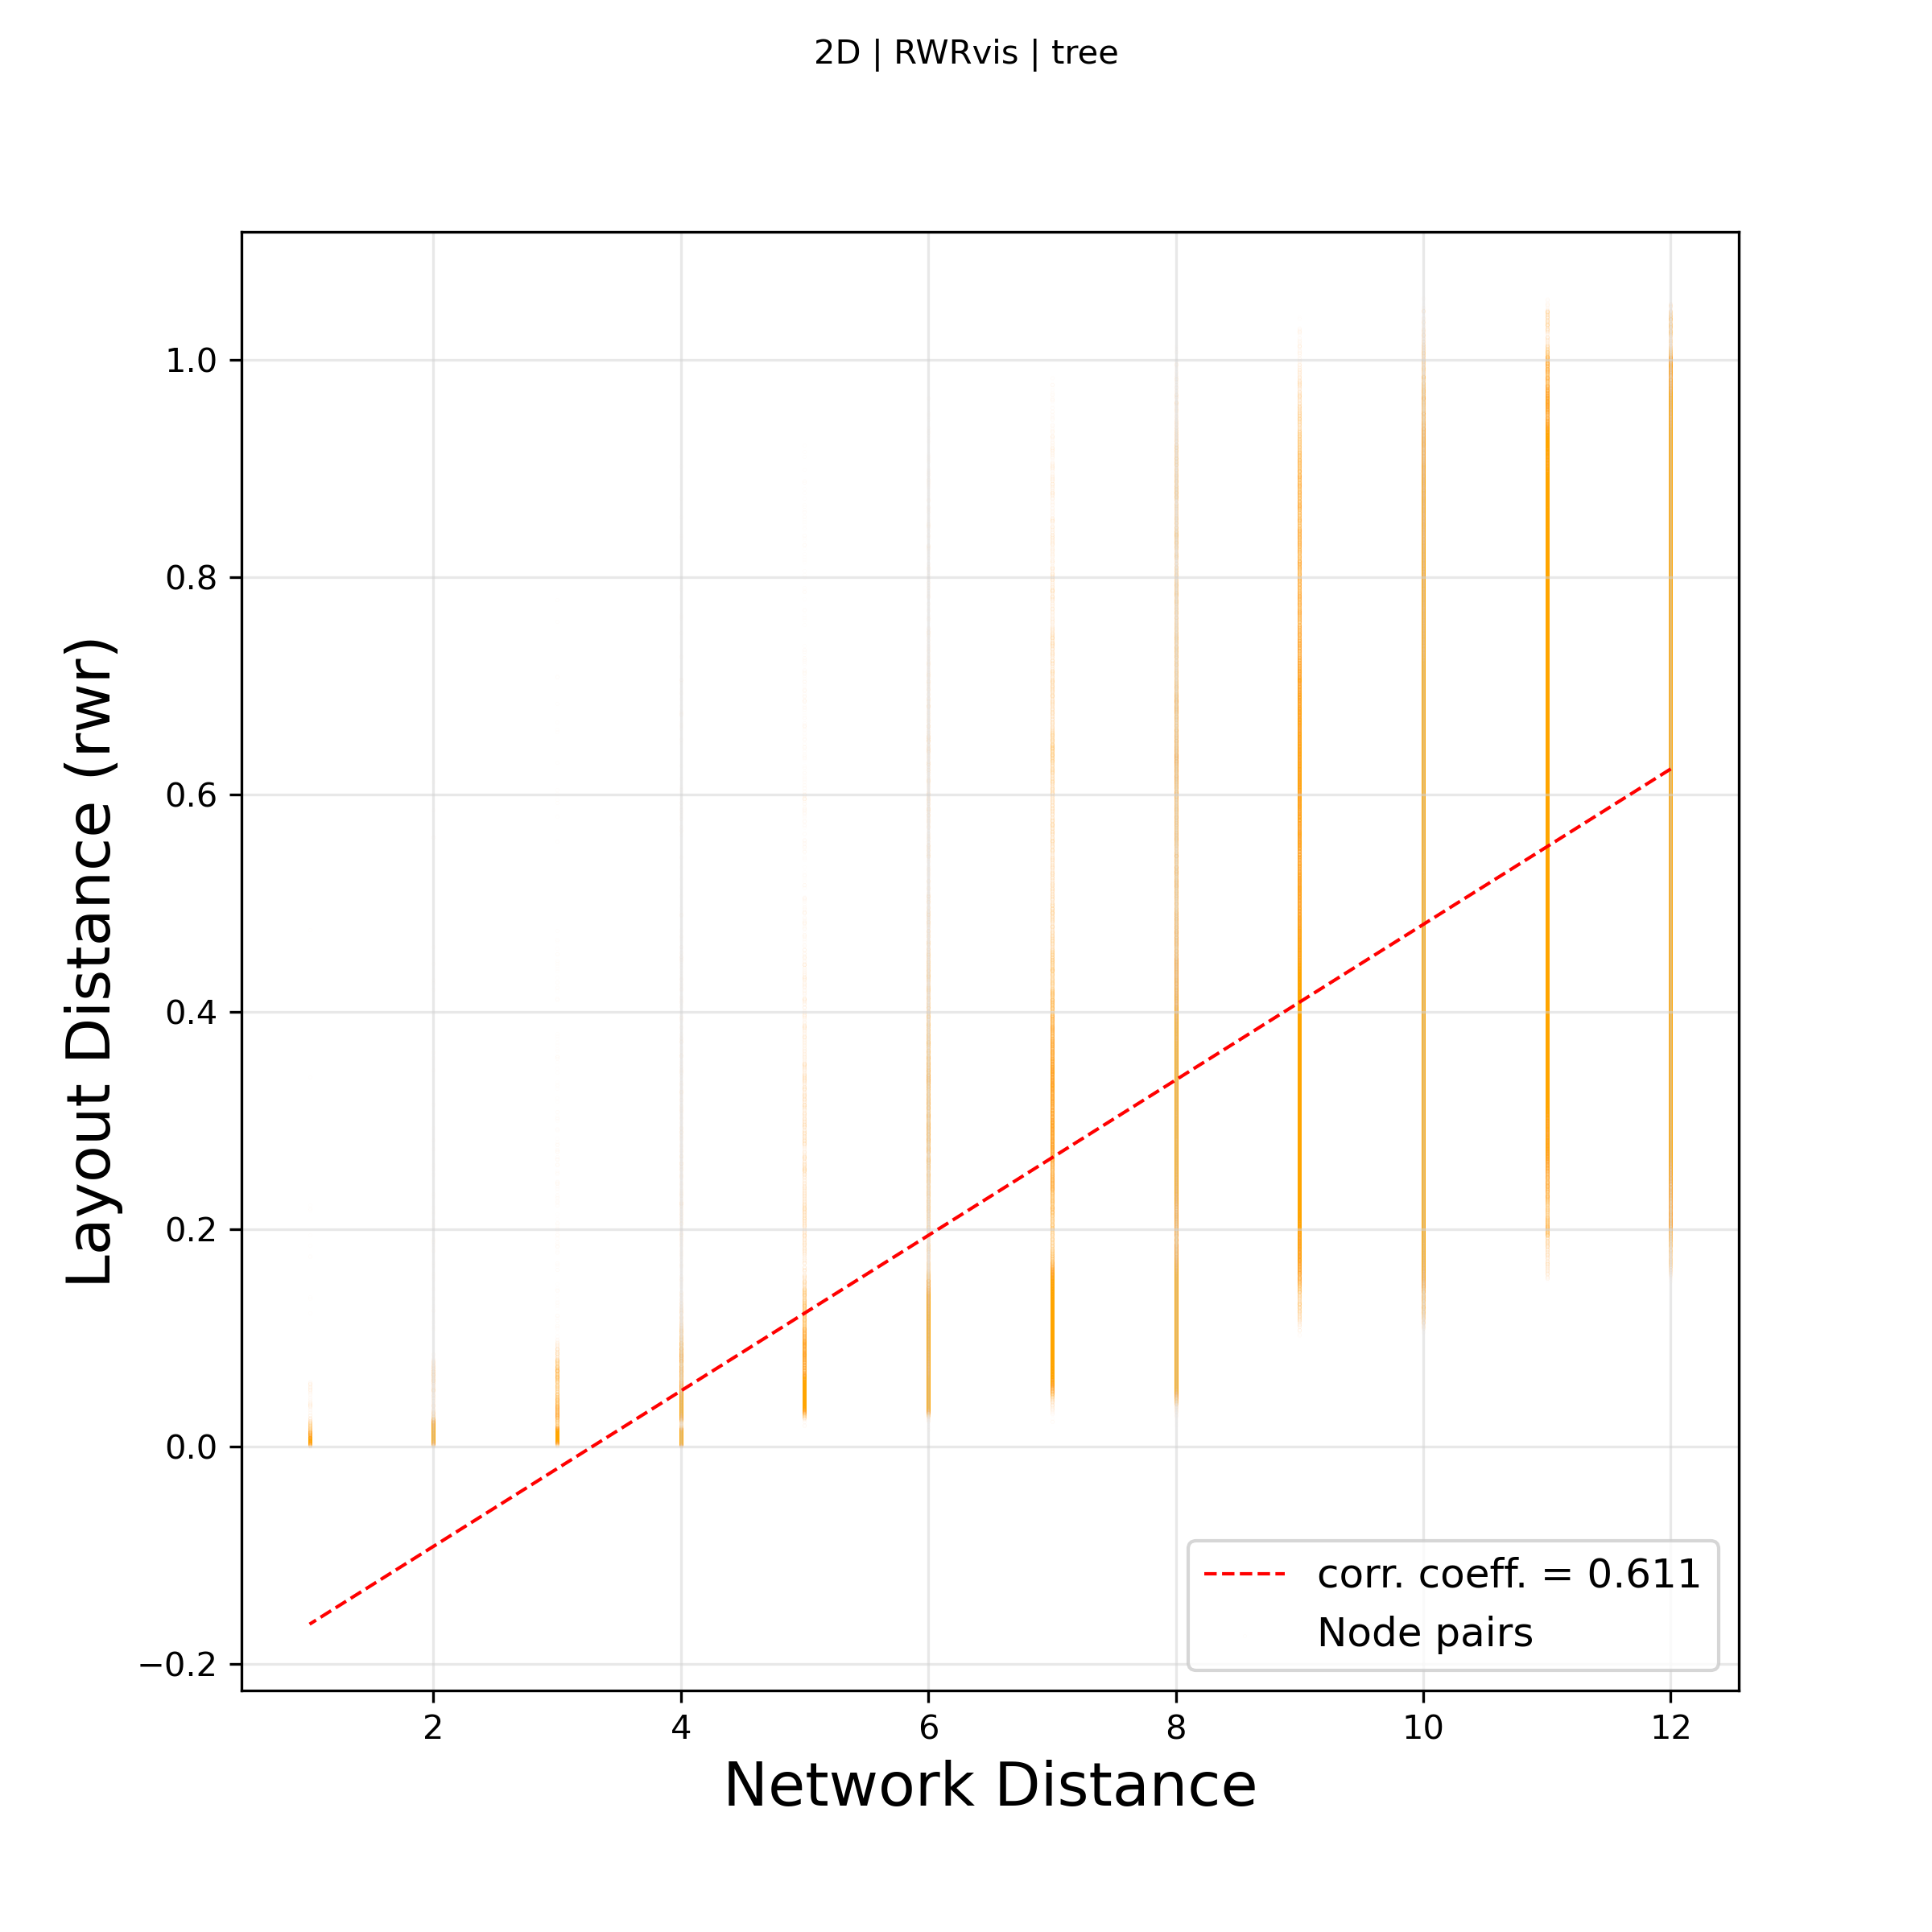 2D | RWRvis | tree
Layout Distance (rwr)
1.0
0.8
0.6
0.4
0.2
0.0
−0.2
corr. coeff. = 0.611
Node pairs
2 4 6 8 10 12
Network Distance